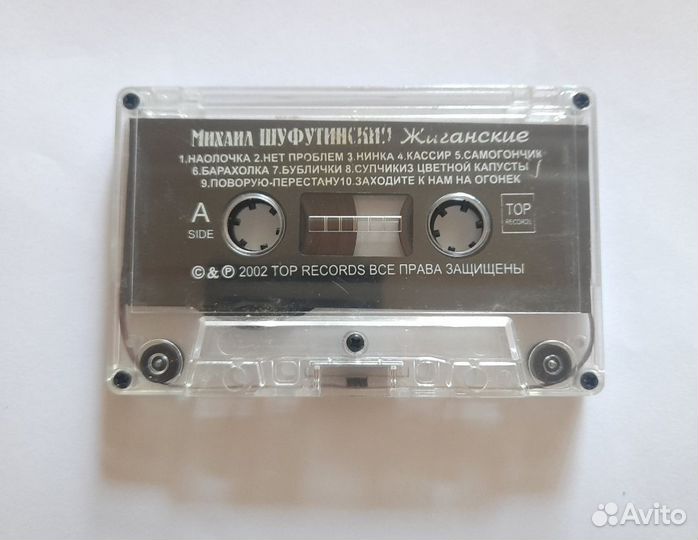 Михаил ШУФУТИНСКИЙ Жиганские
1.НАОЛОЧКА 2.НЕТ ПРОБЛЕМ 3.НИНКА 4.КАССИР 5.САМОГОНЧИК
6.БАРАХОЛКА 7.БУБЛИЧКИ 8.СУПЧИКИЗ ЦВЕТНОЙ КАПУСТЫ
9.ПОВОРУЮ-ПЕРЕСТАНУ10.ЗАХОДИТЕ К НАМ НА ОГОНЕК
A
SIDE
TOP
RECORDS
©&℗ 2002 TOP RECORDS ВСЕ ПРАВА ЗАЩИЩЕНЫ
Avito